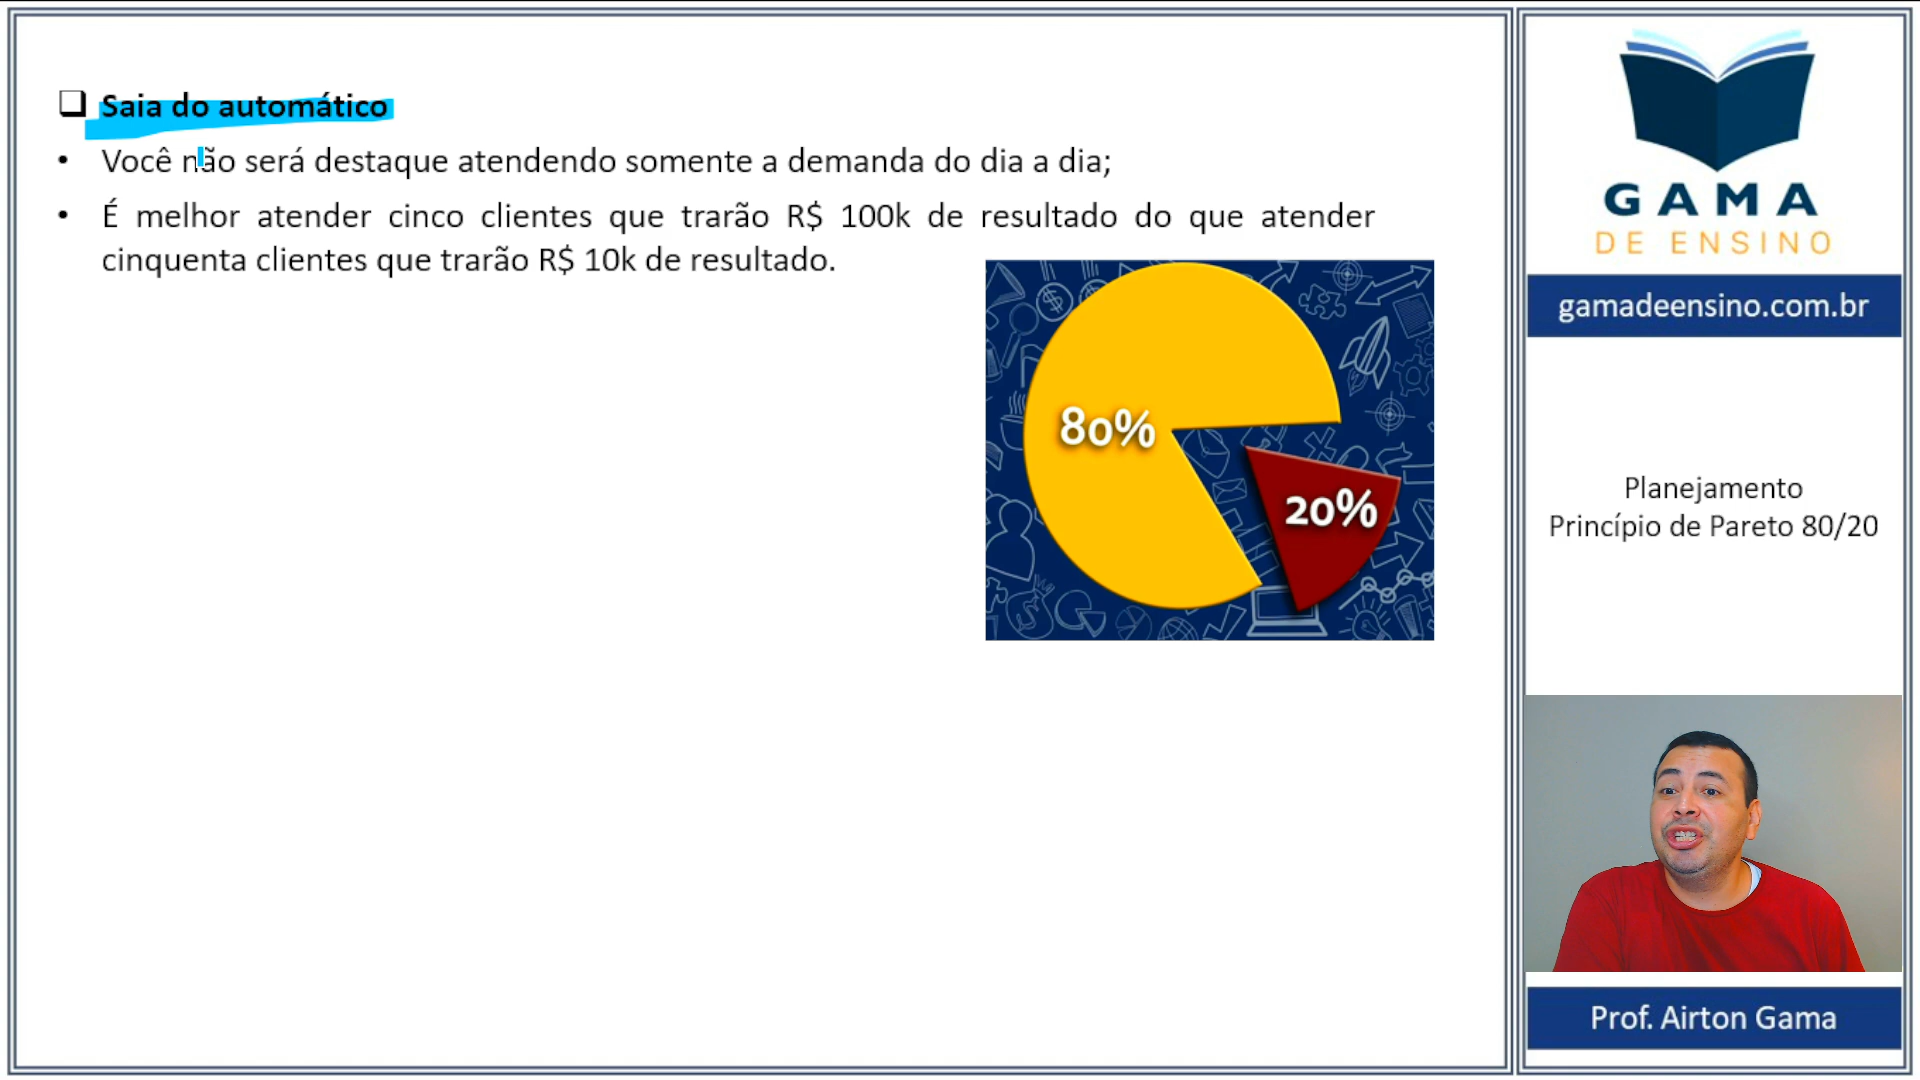 Saia do automático
• Você não será destaque atendendo somente a demanda do dia a dia;
• É melhor atender cinco clientes que trarão R$ 100k de resultado do que atender
cinquenta clientes que trarão R$ 10k de resultado.
80%
20%
GAMA
DE ENSINO
gamadeensino.com.br
Planejamento
Princípio de Pareto 80/20
Prof. Airton Gama